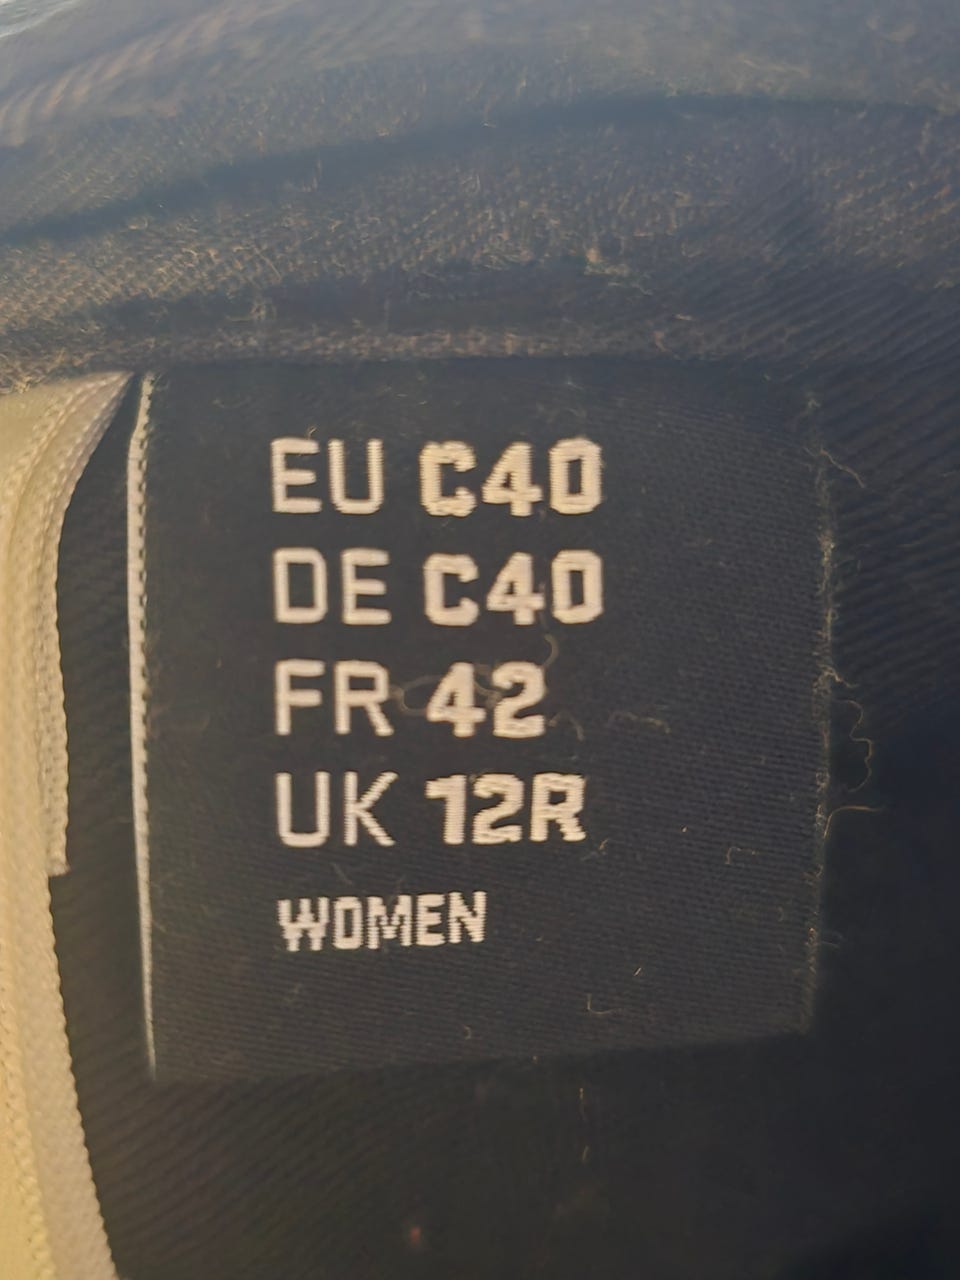 EU C40
DE C40
FR 42
UK 12R
WOMEN